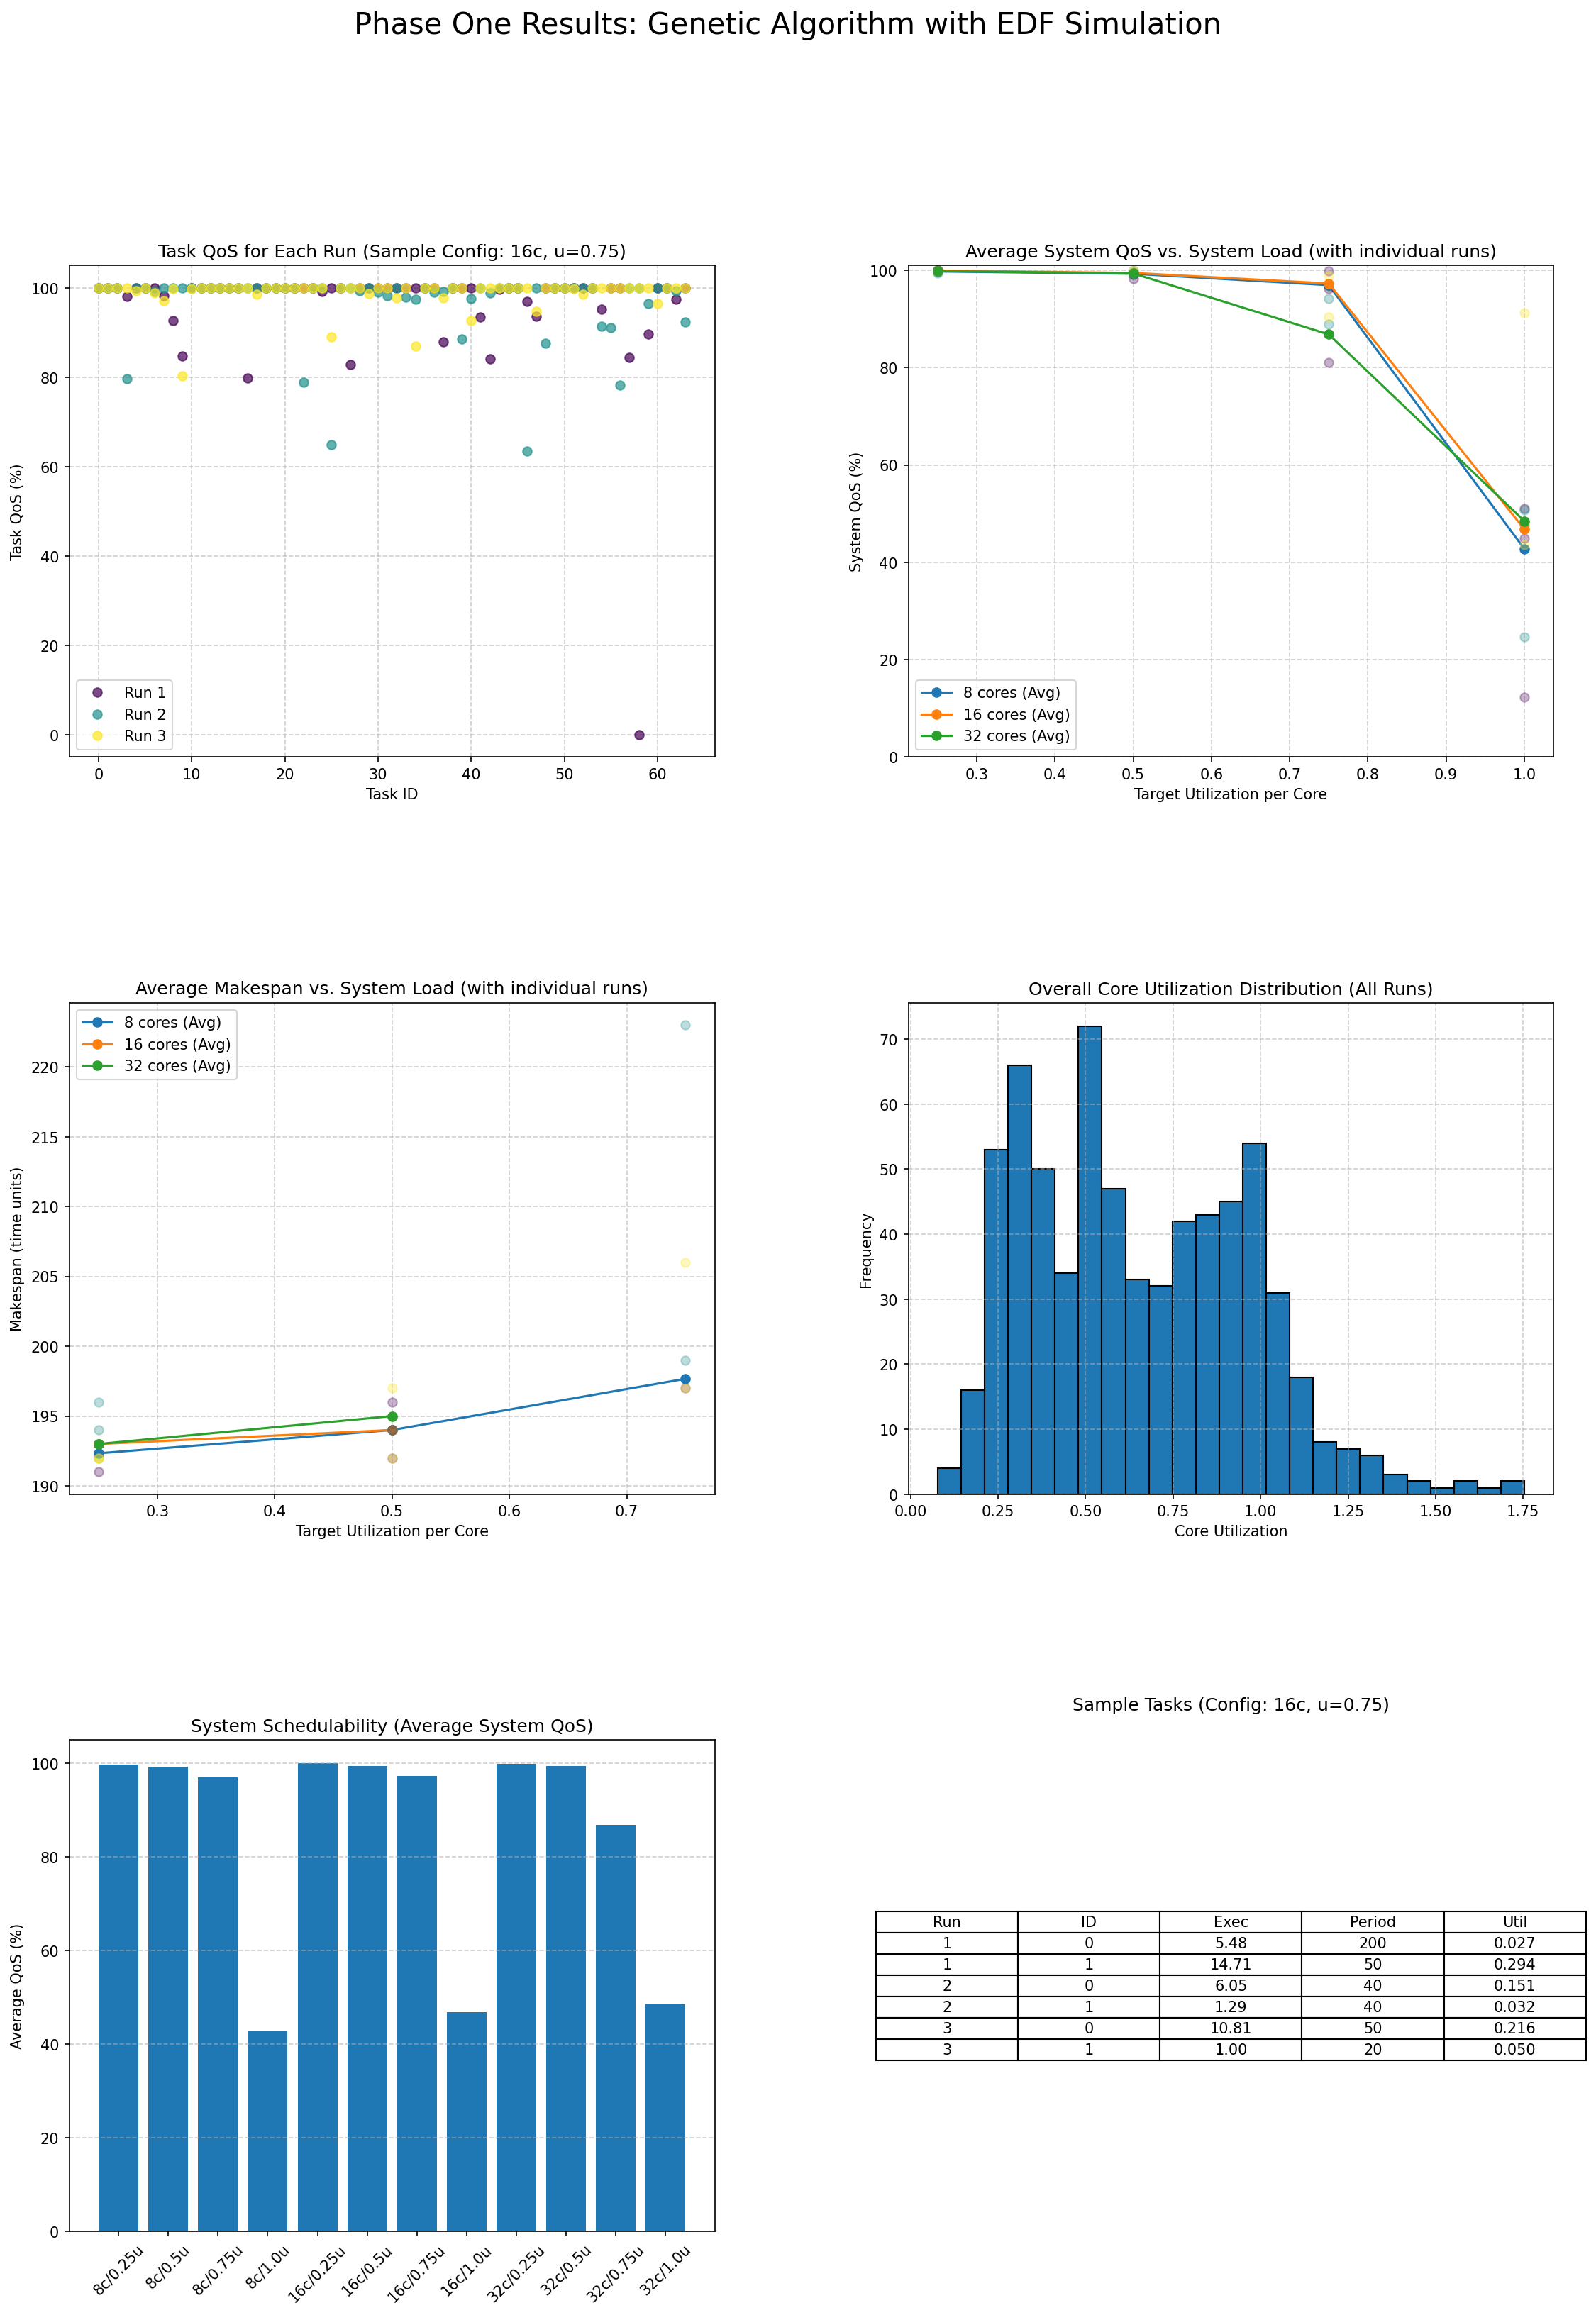 Phase One Results: Genetic Algorithm with EDF Simulation
Task QoS for Each Run (Sample Config: 16c, u=0.75)
Task QoS (%)
100
80
60
40
20
0
Run 1
Run 2
Run 3
0 10 20 30 40 50 60
Task ID
Average System QoS vs. System Load (with individual runs)
System QoS (%)
100
80
60
40
20
0
8 cores (Avg)
16 cores (Avg)
32 cores (Avg)
0.3 0.4 0.5 0.6 0.7 0.8 0.9 1.0
Target Utilization per Core
Average Makespan vs. System Load (with individual runs)
8 cores (Avg)
16 cores (Avg)
32 cores (Avg)
Makespan (time units)
220
215
210
205
200
195
190
0.3 0.4 0.5 0.6 0.7
Target Utilization per Core
Overall Core Utilization Distribution (All Runs)
Frequency
70
60
50
40
30
20
10
0
0.00 0.25 0.50 0.75 1.00 1.25 1.50 1.75
Core Utilization
System Schedulability (Average System QoS)
Average QoS (%)
100
80
60
40
20
0
8c/0.25u 8c/0.5u 8c/0.75u 8c/1.0u 16c/0.25u 16c/0.5u 16c/0.75u 16c/1.0u 32c/0.25u 32c/0.5u 32c/0.75u 32c/1.0u
Sample Tasks (Config: 16c, u=0.75)
Run ID Exec Period Util
1 0 5.48 200 0.027
1 1 14.71 50 0.294
2 0 6.05 40 0.151
2 1 1.29 40 0.032
3 0 10.81 50 0.216
3 1 1.00 20 0.050